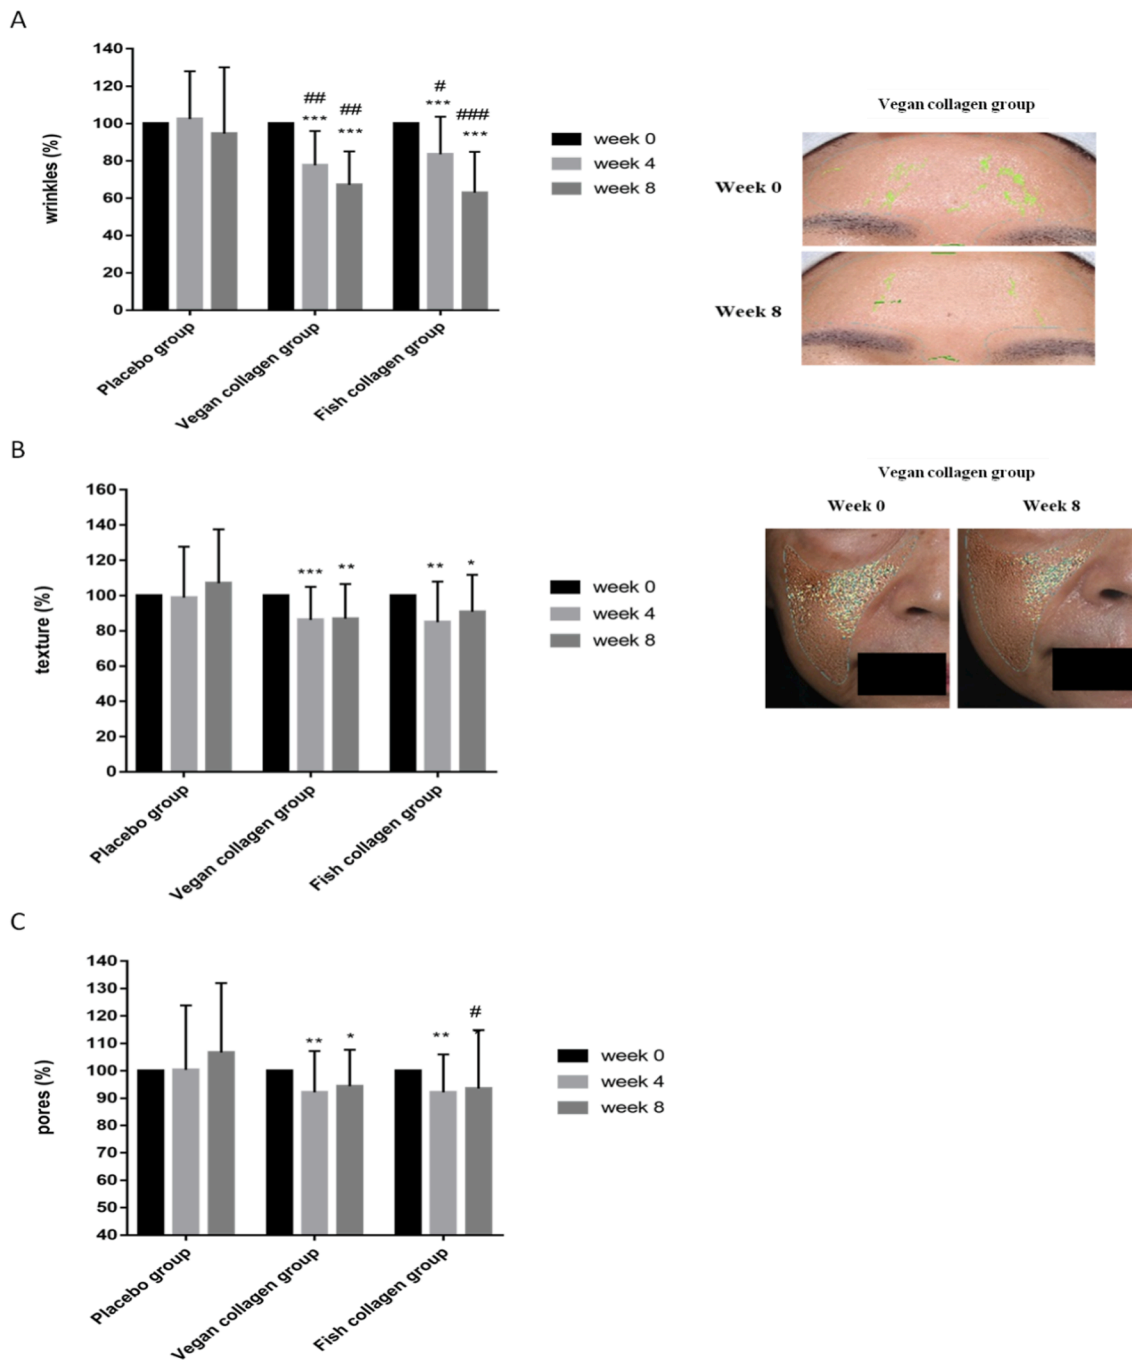 A
140
120
100
80
60
40
20
0
wrinkles (%)
## ## # ###
*** *** *** ***
Placebo group
Vegan collagen group
Fish collagen group
week 0
week 4
week 8
Vegan collagen group
Week 0
Week 8
B
160
140
120
100
80
60
40
20
0
texture (%)
*** ** ** *
Placebo group
Vegan collagen group
Fish collagen group
week 0
week 4
week 8
Vegan collagen group
Week 0 Week 8
C
140
130
120
110
100
90
80
70
60
50
40
pores (%)
#
** * **
Placebo group
Vegan collagen group
Fish collagen group
week 0
week 4
week 8